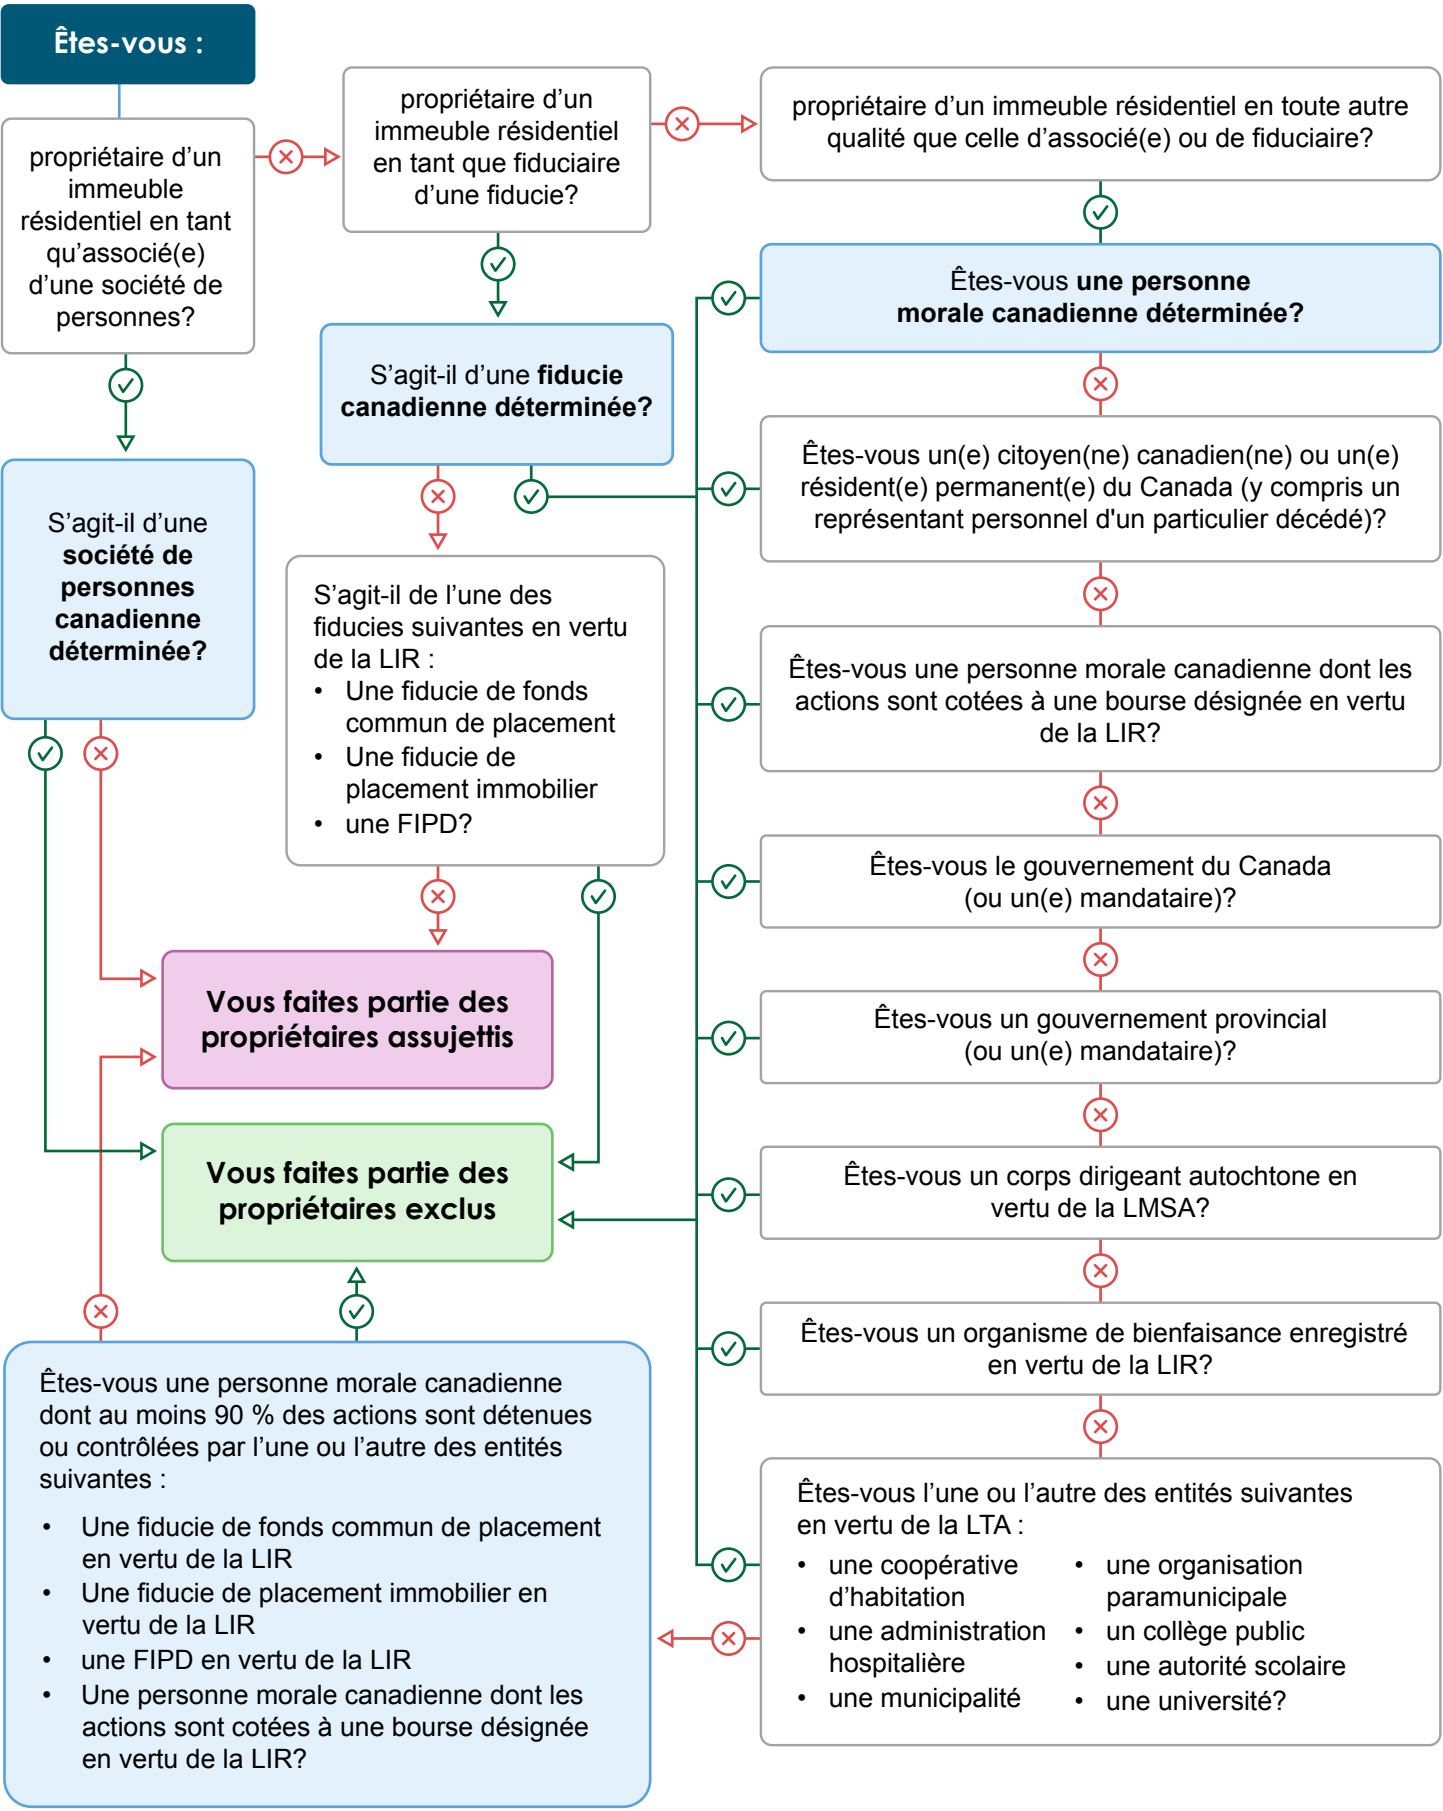 Êtes-vous :
propriétaire d’un
immeuble
résidentiel en tant
qu’associé(e)
d’une société de
personnes?
propriétaire d’un
immeuble résidentiel
en tant que fiduciaire
d’une fiducie?
propriétaire d’un immeuble résidentiel en toute autre
qualité que celle d’associé(e) ou de fiduciaire?
S’agit-il d’une
société de
personnes
canadienne
déterminée?
S’agit-il d’une fiducie
canadienne déterminée?
S’agit-il de l’une des
fiducies suivantes en vertu
de la LIR :
• Une fiducie de fonds
commun de placement
• Une fiducie de
placement immobilier
• une FIPD?
Êtes-vous une personne
morale canadienne déterminée?
Êtes-vous un(e) citoyen(ne) canadien(ne) ou un(e)
résident(e) permanent(e) du Canada (y compris un
représentant personnel d'un particulier décédé)?
Êtes-vous une personne morale canadienne dont les
actions sont cotées à une bourse désignée en vertu
de la LIR?
Êtes-vous le gouvernement du Canada
(ou un(e) mandataire)?
Êtes-vous un gouvernement provincial
(ou un(e) mandataire)?
Êtes-vous un corps dirigeant autochtone en
vertu de la LMSA?
Êtes-vous un organisme de bienfaisance enregistré
en vertu de la LIR?
Êtes-vous l’une ou l’autre des entités suivantes
en vertu de la LTA :
• une coopérative
d’habitation
• une administration
hospitalière
• une municipalité
• une organisation
paramunicipale
• un collège public
• une autorité scolaire
• une université?
Vous faites partie des
propriétaires assujettis
Vous faites partie des
propriétaires exclus
Êtes-vous une personne morale canadienne
dont au moins 90 % des actions sont détenues
ou contrôlées par l’une ou l’autre des entités
suivantes :
• Une fiducie de fonds commun de placement
en vertu de la LIR
• Une fiducie de placement immobilier en
vertu de la LIR
• une FIPD en vertu de la LIR
• Une personne morale canadienne dont les
actions sont cotées à une bourse désignée
en vertu de la LIR?